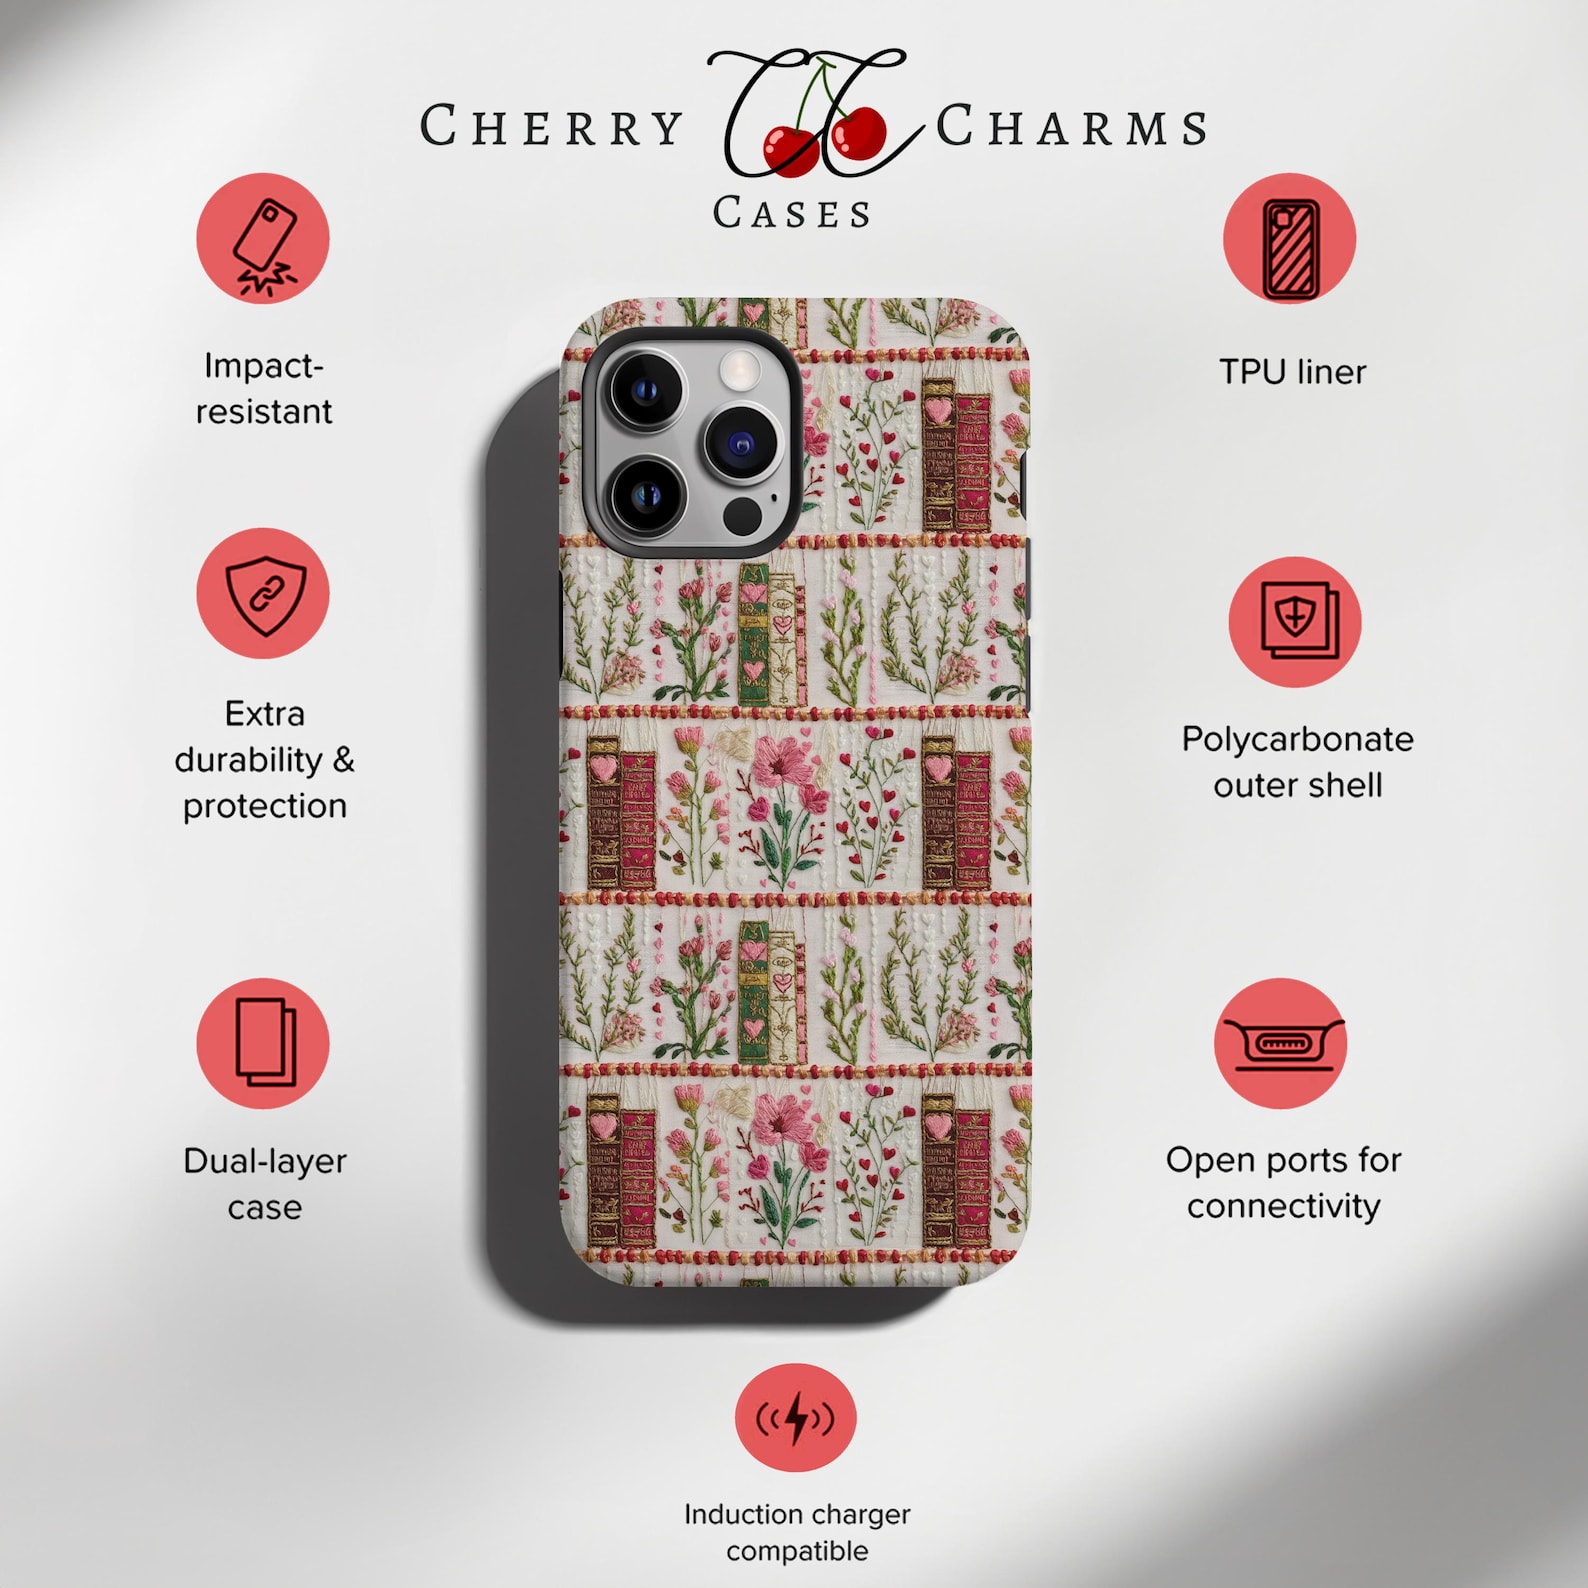 Cherry Charms
Cases
Impact-
resistant
TPU liner
Extra
durability &
protection
Polycarbonate
outer shell
Dual-layer
case
Open ports for
connectivity
Induction charger
compatible